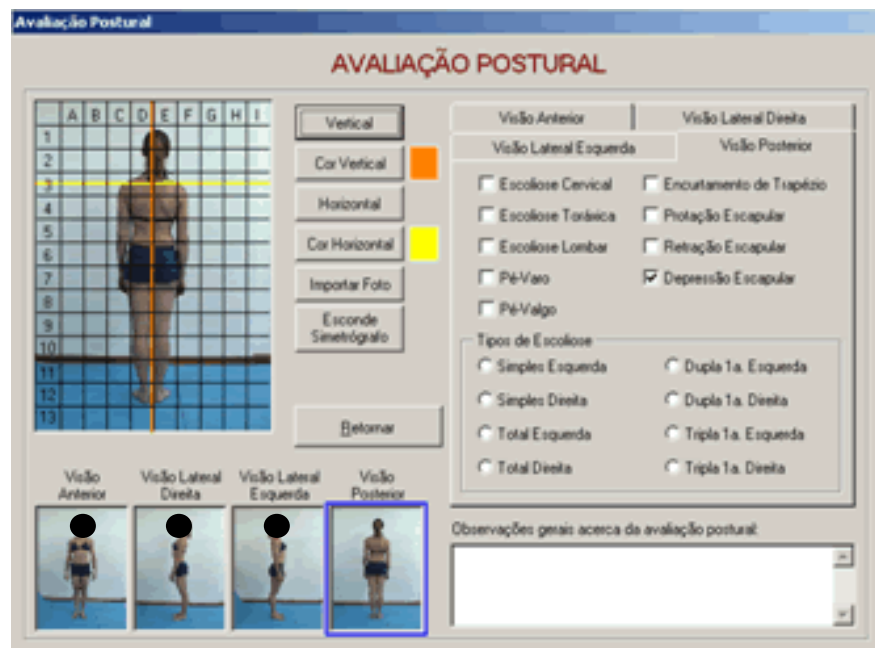 Avaliação Postural
AVALIAÇÃO POSTURAL
A B C D E F G H I
1
2
3
4
5
6
7
8
9
10
11
12
13
Vertical
Cor Vertical
Horizontal
Cor Horizontal
Importar Foto
Esconde
Simetrógrafo
Retornar
Visão Anterior
Visão Lateral Direita
Visão Lateral Esquerda
Visão Posterior
Escoliose Cervical
Encurtamento de Trapézio
Escoliose Torávica
Protação Escapular
Escoliose Lombar
Retração Escapular
Pé-Varo
Depressão Escapular
Pé-Valgo
Tipos de Escoliose
Simples Esquerda
Dupla 1a. Esquerda
Simples Direita
Dupla 1a. Direita
Total Esquerda
Tripla 1a. Esquerda
Total Direita
Tripla 1a. Direita
Visão
Anterior
Visão Lateral
Direita
Visão Lateral
Esquerda
Visão
Posterior
Observações gerais acerca da avaliação postural: